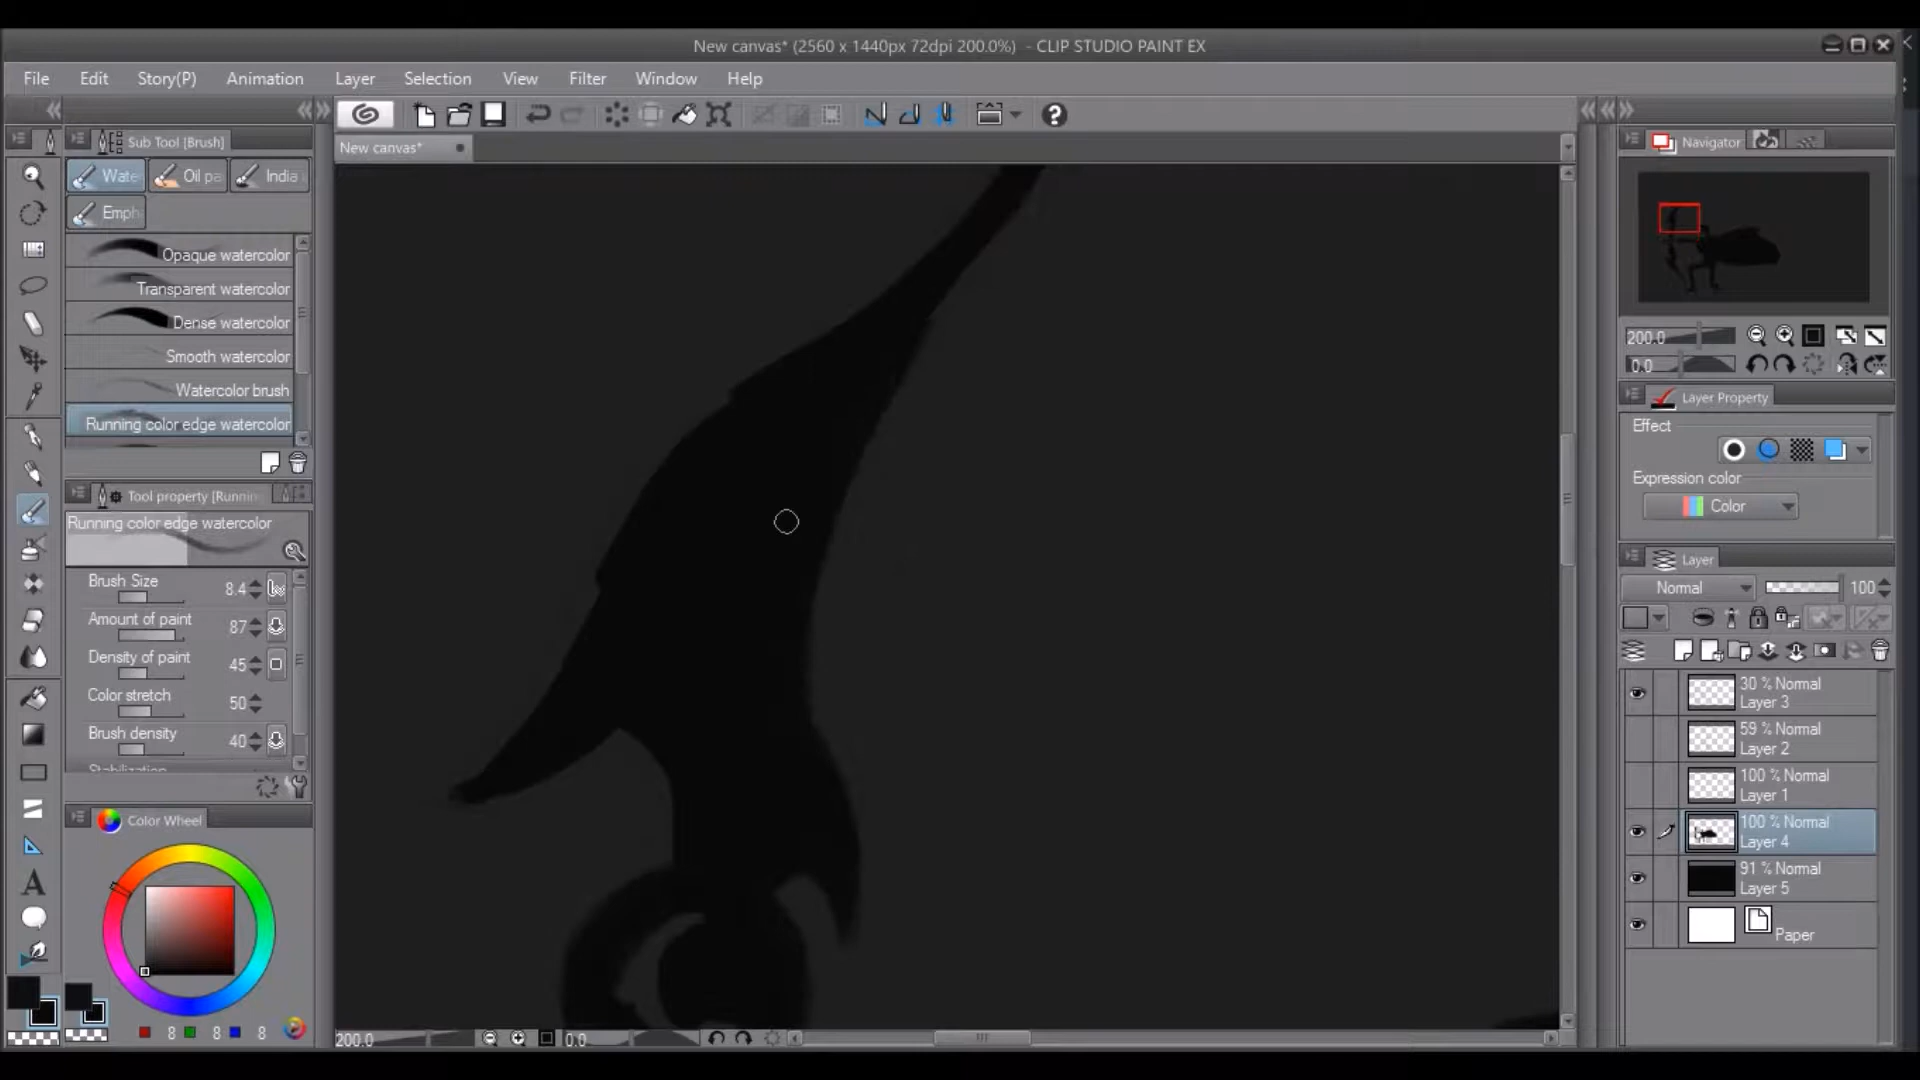 New canvas* (2560 x 1440px 72dpi 200.0%) - CLIP STUDIO PAINT EX
File Edit Story(P) Animation Layer Selection View Filter Window Help
Sub Tool [Brush]
New canvas*
Navigator
Wate Oil pa India
Emph
Opaque watercolor
Transparent watercolor
Dense watercolor
Smooth watercolor
Watercolor brush
Running color edge watercolor
Tool property [Runnin
Running color edge watercolor
Brush Size 8.4
Amount of paint 87
Density of paint 45
Color stretch 50
Brush density 40
Stabilization
Color Wheel
8 8 8
200.0 0.0
200.0
0.0
Layer Property
Effect
Expression color
Color
Layer
Normal 100
30 % Normal
Layer 3
59 % Normal
Layer 2
100 % Normal
Layer 1
100 % Normal
Layer 4
91 % Normal
Layer 5
Paper